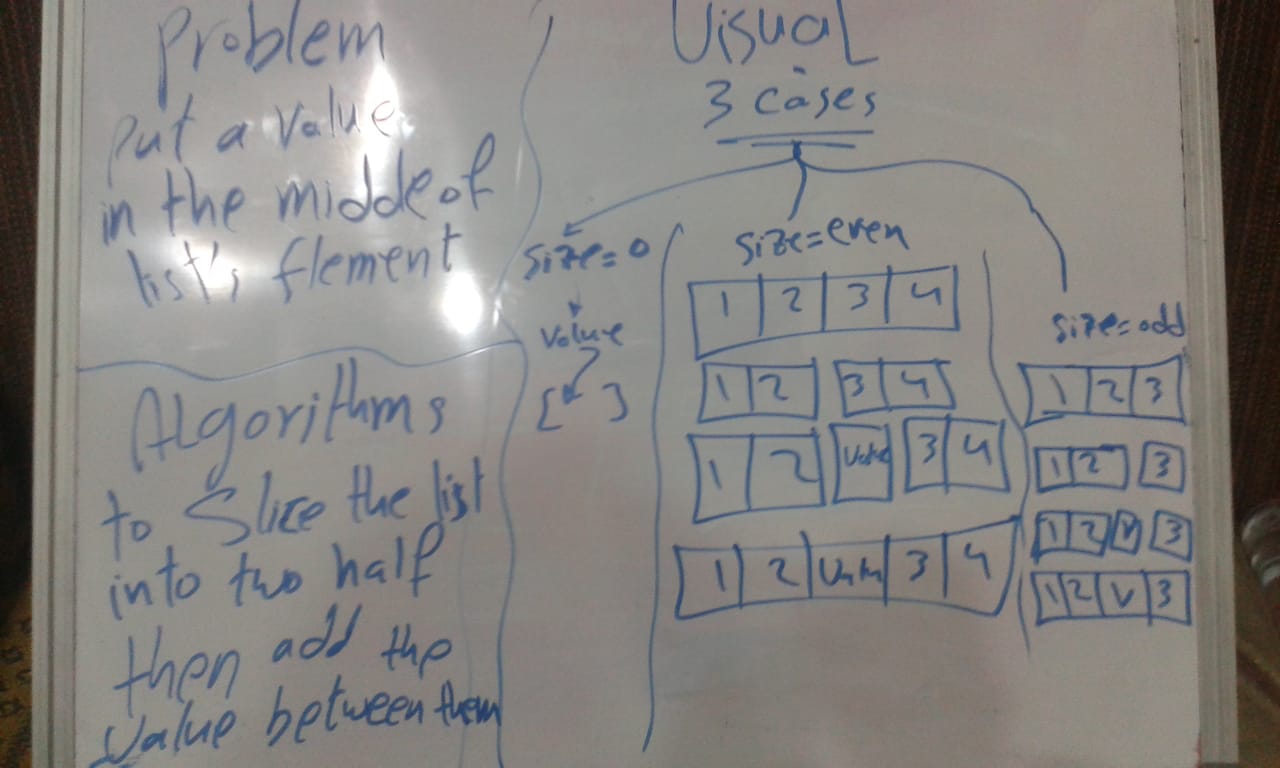 Problem
put a value
in the midde of
list's Element
Algorithms
to Slice the list
into two half
then add the
value between them
Visual
3 cases
size=0
value
[ ]
size=even
1 2 3 4
1 2 3 4
1 2 Value 3 4
1 2 Value 3 4
size=odd
1 2 3
1 2 3
1 2 v 3
1 2 v 3